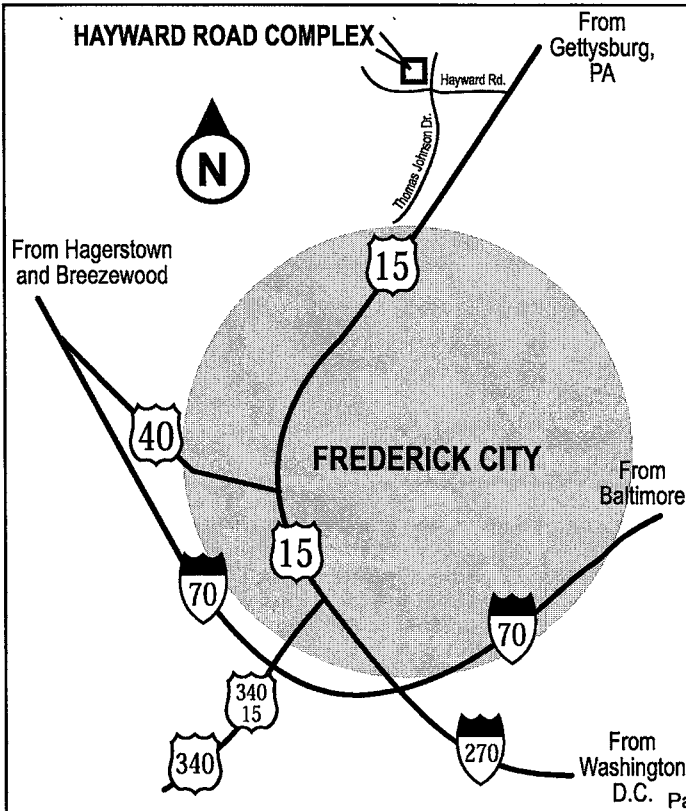 HAYWARD ROAD COMPLEX
From
Gettysburg,
PA
Hayward Rd.
Thomas Johnson Dr.
N
From Hagerstown
and Breezewood
15
40
FREDERICK CITY
From
Baltimore
15
70
70
340
15
340
270
From
Washington
D.C.